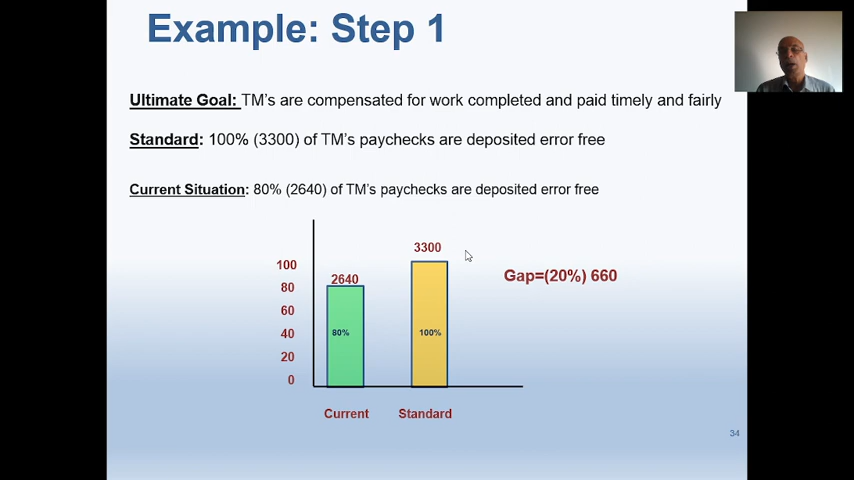 Example: Step 1
Ultimate Goal: TM's are compensated for work completed and paid timely and fairly
Standard: 100% (3300) of TM's paychecks are deposited error free
Current Situation: 80% (2640) of TM's paychecks are deposited error free
3300
100
2640
Gap=(20%) 660
80
60
40
80%
100%
20
0
Current
Standard
34